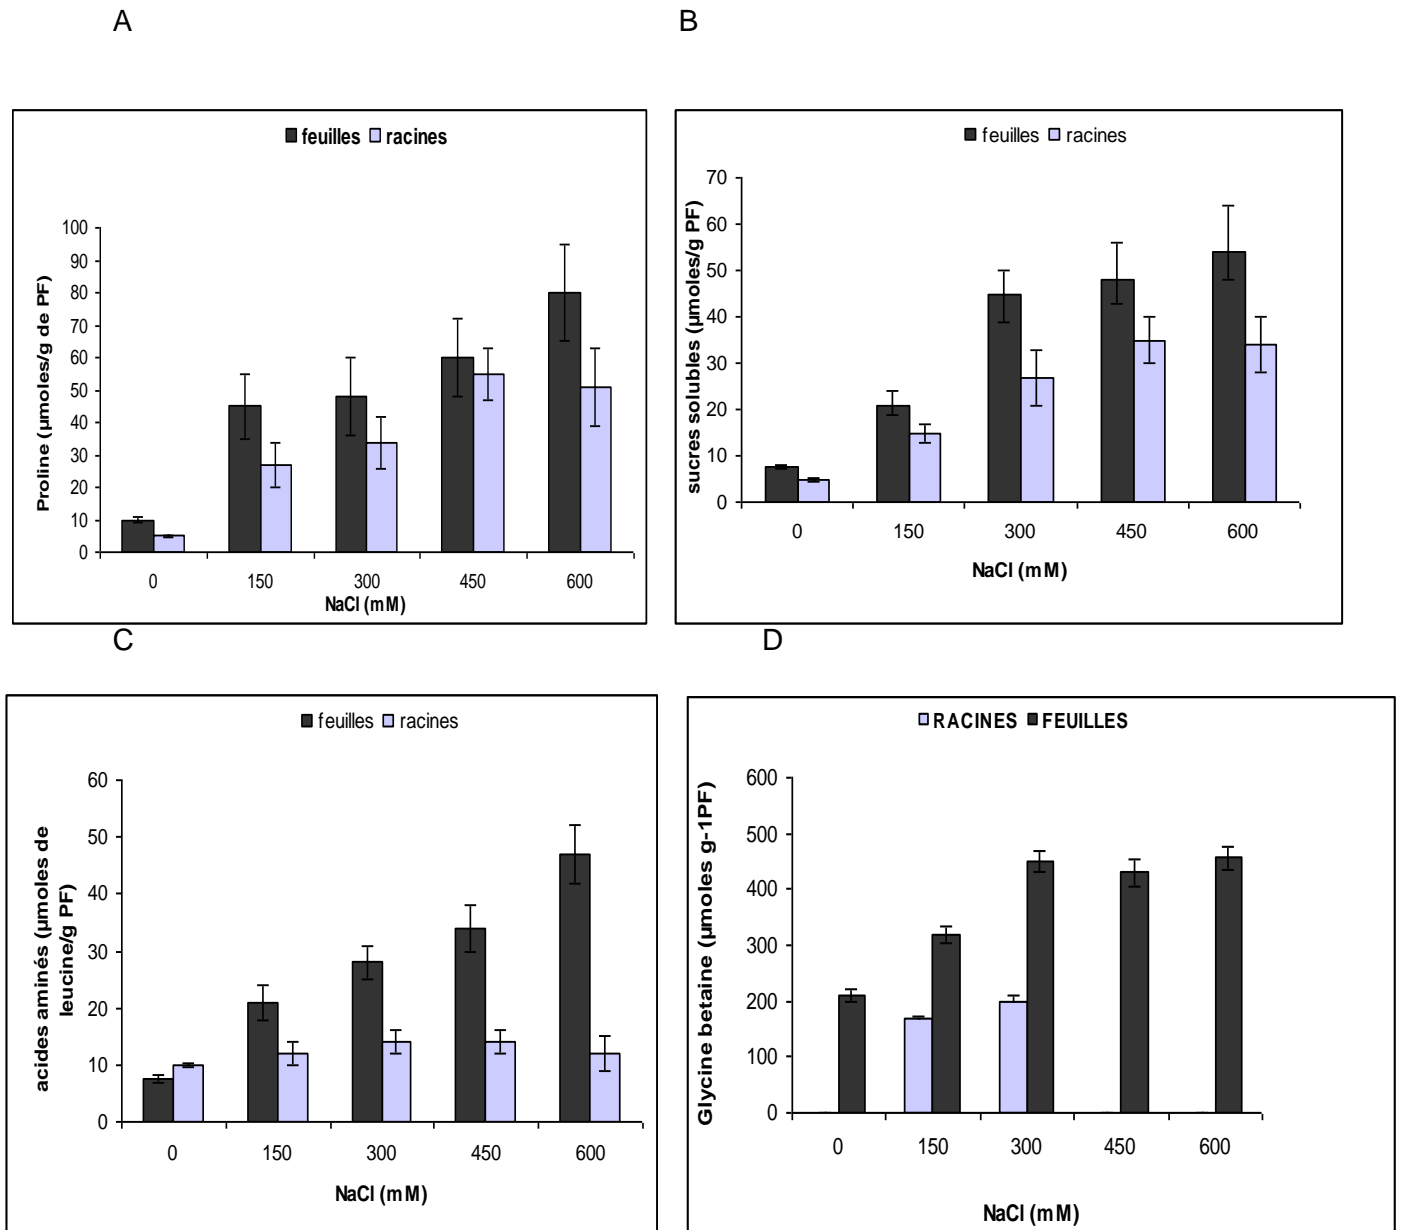 A
B
feuilles racines
Proline (µmoles/g de PF)
100
90
80
70
60
50
40
30
20
10
0
0 150 300 450 600
NaCl (mM)
feuilles racines
sucres solubles (µmoles/g PF)
70
60
50
40
30
20
10
0
0 150 300 450 600
NaCl (mM)
C
D
feuilles racines
acides aminés (µmoles de
leucine/g PF)
60
50
40
30
20
10
0
0 150 300 450 600
NaCl (mM)
RACINES FEUILLES
Glycine betaine (µmoles g-1PF)
600
500
400
300
200
100
0
0 150 300 450 600
NaCl (mM)